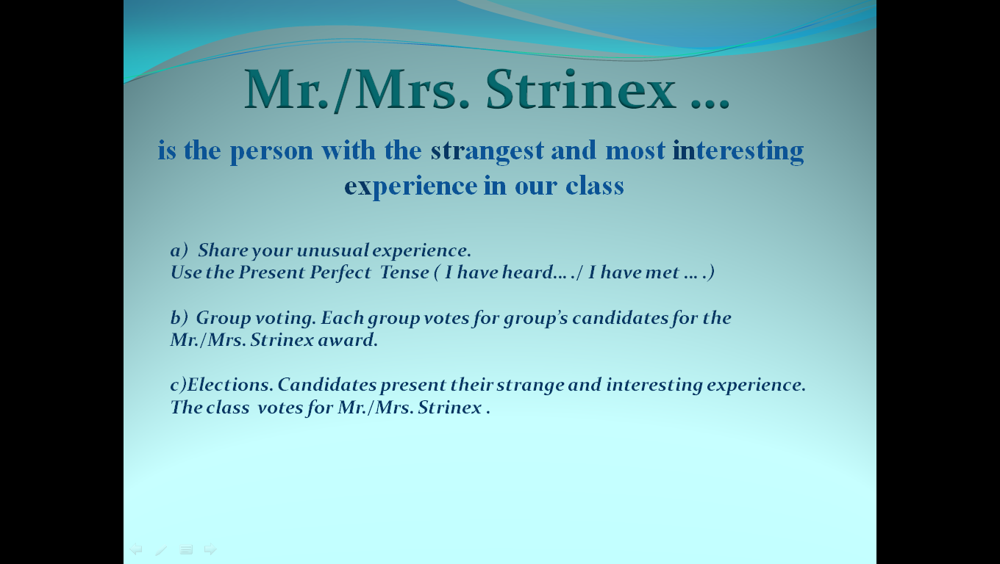 Mr./Mrs. Strinex ...
is the person with the strangest and most interesting
experience in our class
a) Share your unusual experience.
Use the Present Perfect Tense ( I have heard... ./ I have met ... .)
b) Group voting. Each group votes for group’s candidates for the
Mr./Mrs. Strinex award.
c)Elections. Candidates present their strange and interesting experience.
The class votes for Mr./Mrs. Strinex .